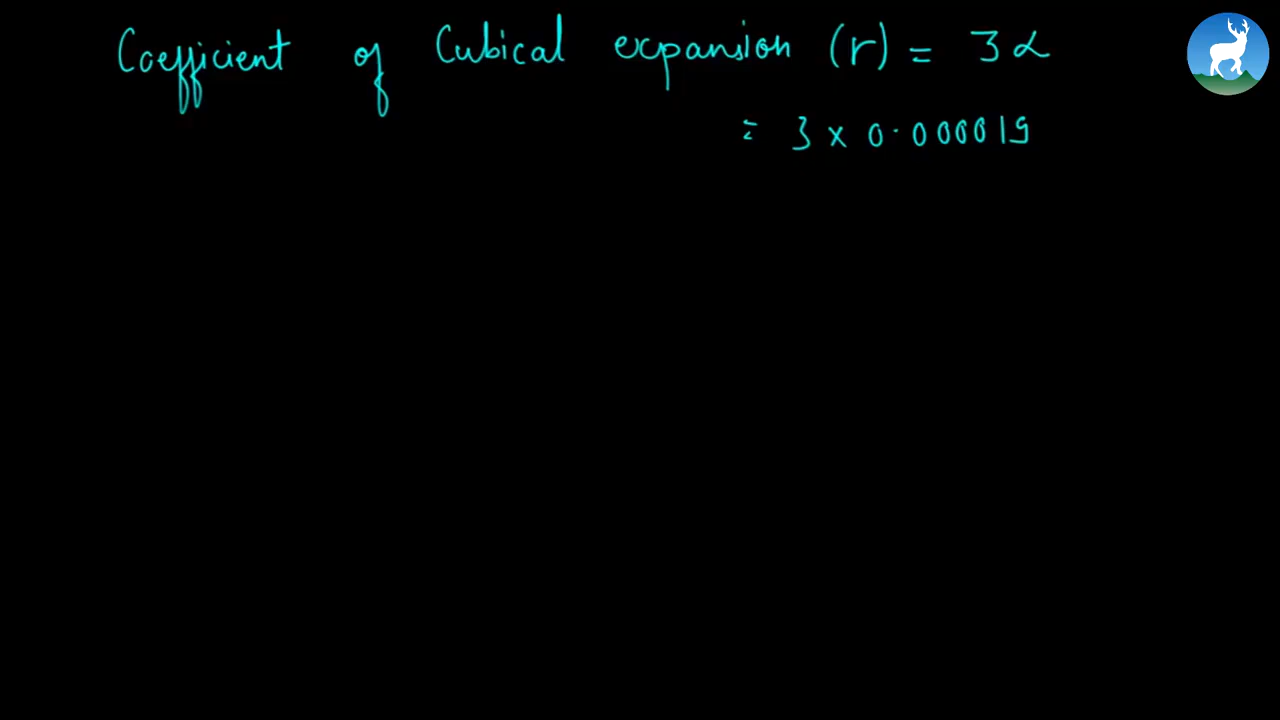 Coefficient of Cubical expansion (r) = 3α
= 3 × 0.000019